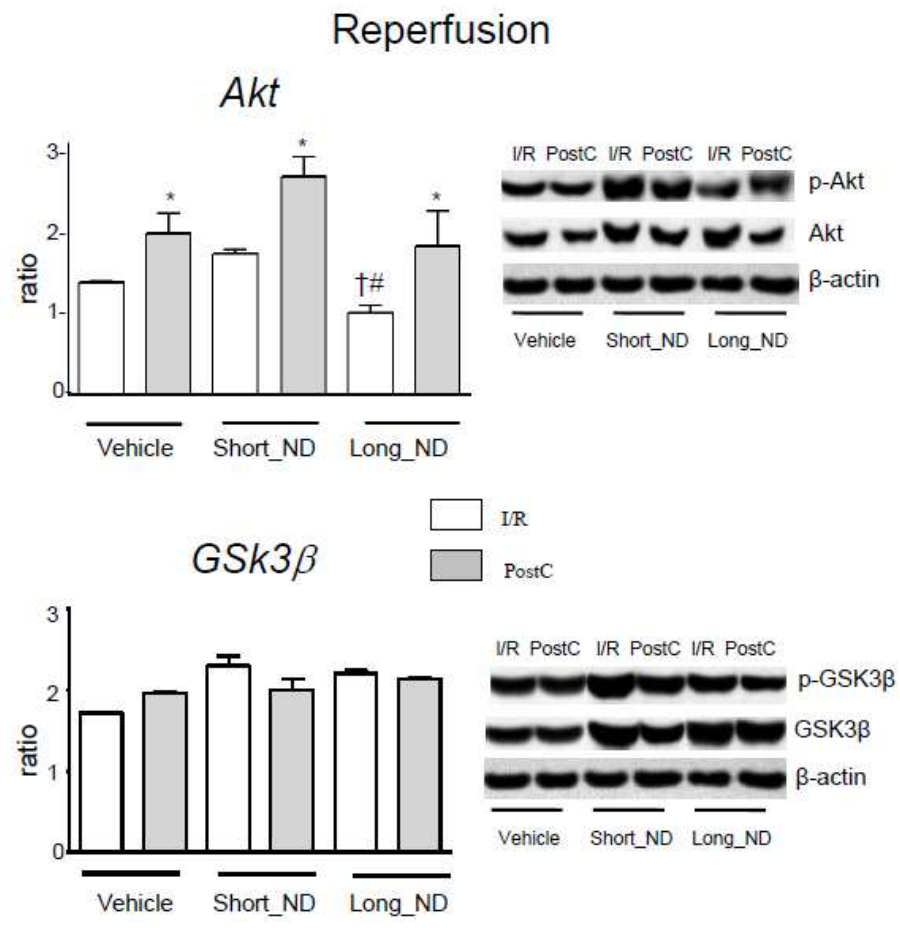 Reperfusion
Akt
3
2
1
0
ratio
*
*
†#
*
Vehicle Short_ND Long_ND
I/R PostC I/R PostC I/R PostC
p-Akt
Akt
β-actin
Vehicle Short_ND Long_ND
I/R
PostC
GSk3β
3
2
1
0
ratio
Vehicle Short_ND Long_ND
I/R PostC I/R PostC I/R PostC
p-GSK3β
GSK3β
β-actin
Vehicle Short_ND Long_ND